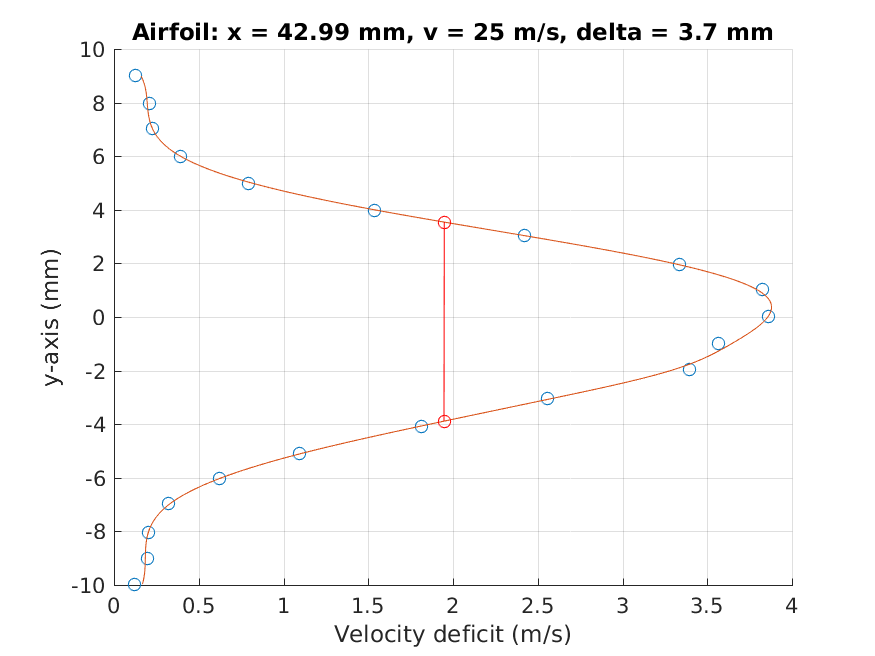 Airfoil: x = 42.99 mm, v = 25 m/s, delta = 3.7 mm
10
8
6
4
2
0
-2
-4
-6
-8
-10
y-axis (mm)
0 0.5 1 1.5 2 2.5 3 3.5 4
Velocity deficit (m/s)